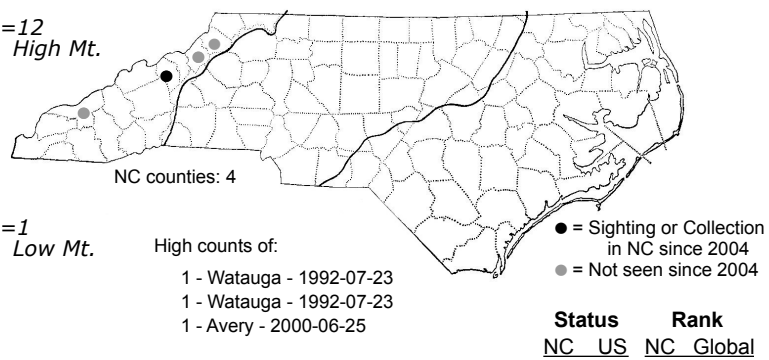 =12
High Mt.
NC counties: 4
=1
Low Mt.
High counts of:
1 - Watauga - 1992-07-23
1 - Watauga - 1992-07-23
1 - Avery - 2000-06-25
● = Sighting or Collection
in NC since 2004
● = Not seen since 2004
Status Rank
NC US NC Global